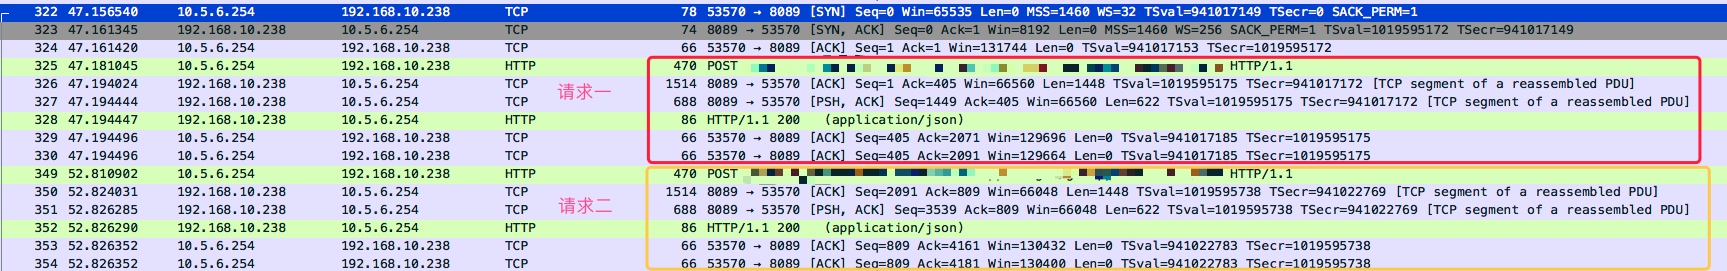 322 47.156540 10.5.6.254 192.168.10.238 TCP 78 53570 → 8089 [SYN] Seq=0 Win=65535 Len=0 MSS=1460 WS=32 TSval=941017149 TSecr=0 SACK_PERM=1
323 47.161345 192.168.10.238 10.5.6.254 TCP 74 8089 → 53570 [SYN, ACK] Seq=0 Ack=1 Win=8192 Len=0 MSS=1460 WS=256 SACK_PERM=1 TSval=1019595172 TSecr=941017149
324 47.161420 10.5.6.254 192.168.10.238 TCP 66 53570 → 8089 [ACK] Seq=1 Ack=1 Win=131744 Len=0 TSval=941017153 TSecr=1019595172
325 47.181045 10.5.6.254 192.168.10.238 HTTP 470 POST HTTP/1.1
326 47.194024 192.168.10.238 10.5.6.254 TCP 请求一 1514 8089 → 53570 [ACK] Seq=1 Ack=405 Win=66560 Len=1448 TSval=1019595175 TSecr=941017172 [TCP segment of a reassembled PDU]
327 47.194444 192.168.10.238 10.5.6.254 TCP 688 8089 → 53570 [PSH, ACK] Seq=1449 Ack=405 Win=66560 Len=622 TSval=1019595175 TSecr=941017172 [TCP segment of a reassembled PDU]
328 47.194447 192.168.10.238 10.5.6.254 HTTP 86 HTTP/1.1 200 (application/json)
329 47.194496 10.5.6.254 192.168.10.238 TCP 66 53570 → 8089 [ACK] Seq=405 Ack=2071 Win=129696 Len=0 TSval=941017185 TSecr=1019595175
330 47.194496 10.5.6.254 192.168.10.238 TCP 66 53570 → 8089 [ACK] Seq=405 Ack=2091 Win=129664 Len=0 TSval=941017185 TSecr=1019595175
349 52.810902 10.5.6.254 192.168.10.238 HTTP 470 POST HTTP/1.1
350 52.824031 192.168.10.238 10.5.6.254 TCP 1514 8089 → 53570 [ACK] Seq=2091 Ack=809 Win=66048 Len=1448 TSval=1019595738 TSecr=941022769 [TCP segment of a reassembled PDU]
351 52.826285 192.168.10.238 10.5.6.254 TCP 请求二 688 8089 → 53570 [PSH, ACK] Seq=3539 Ack=809 Win=66048 Len=622 TSval=1019595738 TSecr=941022769 [TCP segment of a reassembled PDU]
352 52.826290 192.168.10.238 10.5.6.254 HTTP 86 HTTP/1.1 200 (application/json)
353 52.826352 10.5.6.254 192.168.10.238 TCP 66 53570 → 8089 [ACK] Seq=809 Ack=4161 Win=130432 Len=0 TSval=941022783 TSecr=1019595738
354 52.826352 10.5.6.254 192.168.10.238 TCP 66 53570 → 8089 [ACK] Seq=809 Ack=4181 Win=130400 Len=0 TSval=941022783 TSecr=1019595738